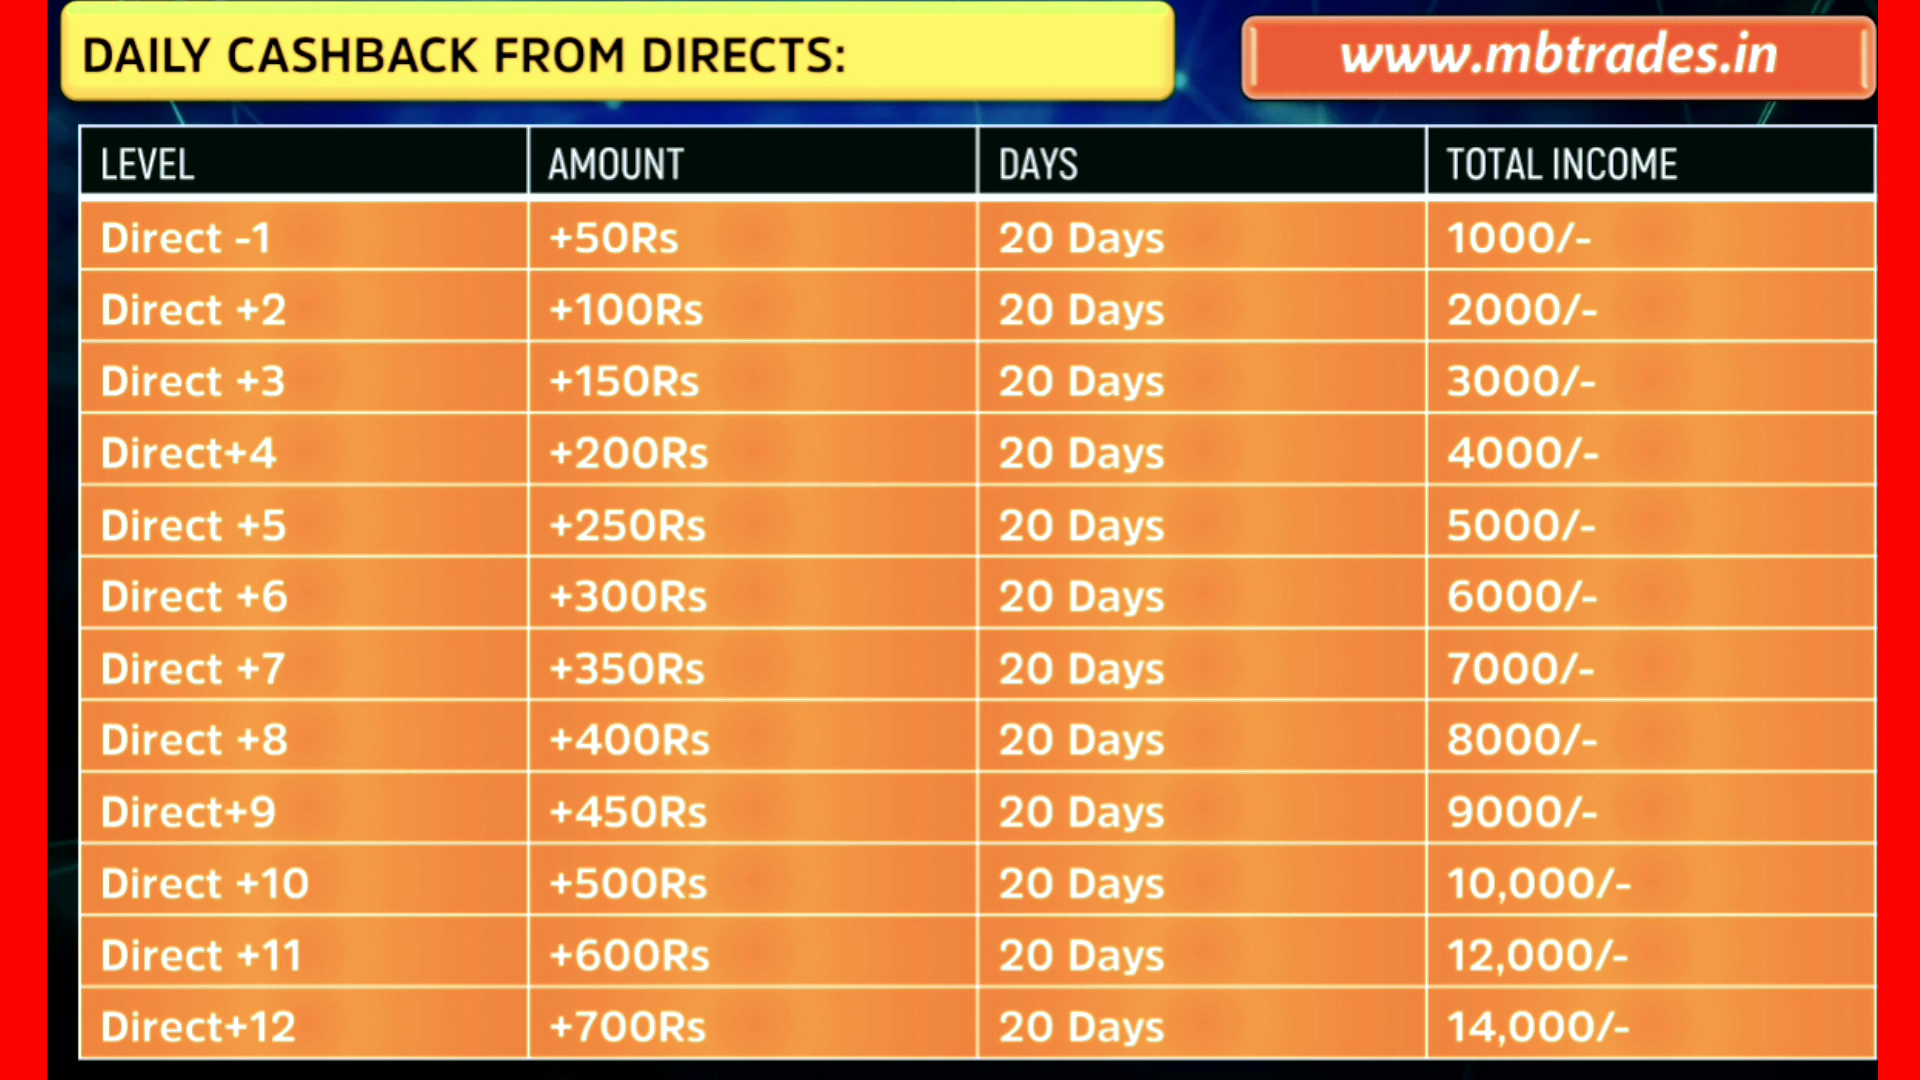 DAILY CASHBACK FROM DIRECTS:
www.mbtrades.in
LEVEL AMOUNT DAYS TOTAL INCOME
Direct -1 +50Rs 20 Days 1000/-
Direct +2 +100Rs 20 Days 2000/-
Direct +3 +150Rs 20 Days 3000/-
Direct+4 +200Rs 20 Days 4000/-
Direct +5 +250Rs 20 Days 5000/-
Direct +6 +300Rs 20 Days 6000/-
Direct +7 +350Rs 20 Days 7000/-
Direct +8 +400Rs 20 Days 8000/-
Direct+9 +450Rs 20 Days 9000/-
Direct +10 +500Rs 20 Days 10,000/-
Direct +11 +600Rs 20 Days 12,000/-
Direct+12 +700Rs 20 Days 14,000/-